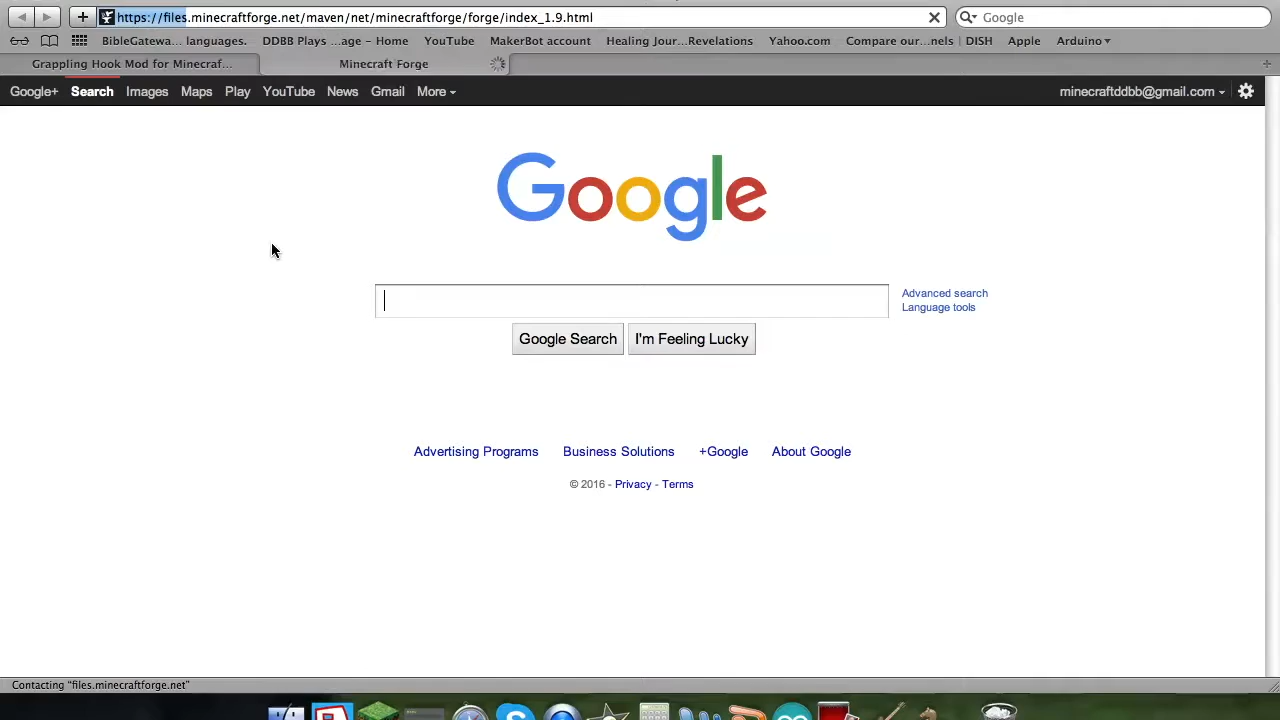 https://files.minecraftforge.net/maven/net/minecraftforge/forge/index_1.9.html
Google
BibleGatewa... languages.
DDBB Plays ...age - Home
YouTube
MakerBot account
Healing Jour...Revelations
Yahoo.com
Compare our...nels | DISH
Apple
Arduino
Grappling Hook Mod for Minecraf...
Minecraft Forge
Google+
Search
Images
Maps
Play
YouTube
News
Gmail
More
minecraftddbb@gmail.com
Google
Advanced search
Language tools
Google Search
I'm Feeling Lucky
Advertising Programs
Business Solutions
+Google
About Google
© 2016 - Privacy - Terms
Contacting "files.minecraftforge.net"